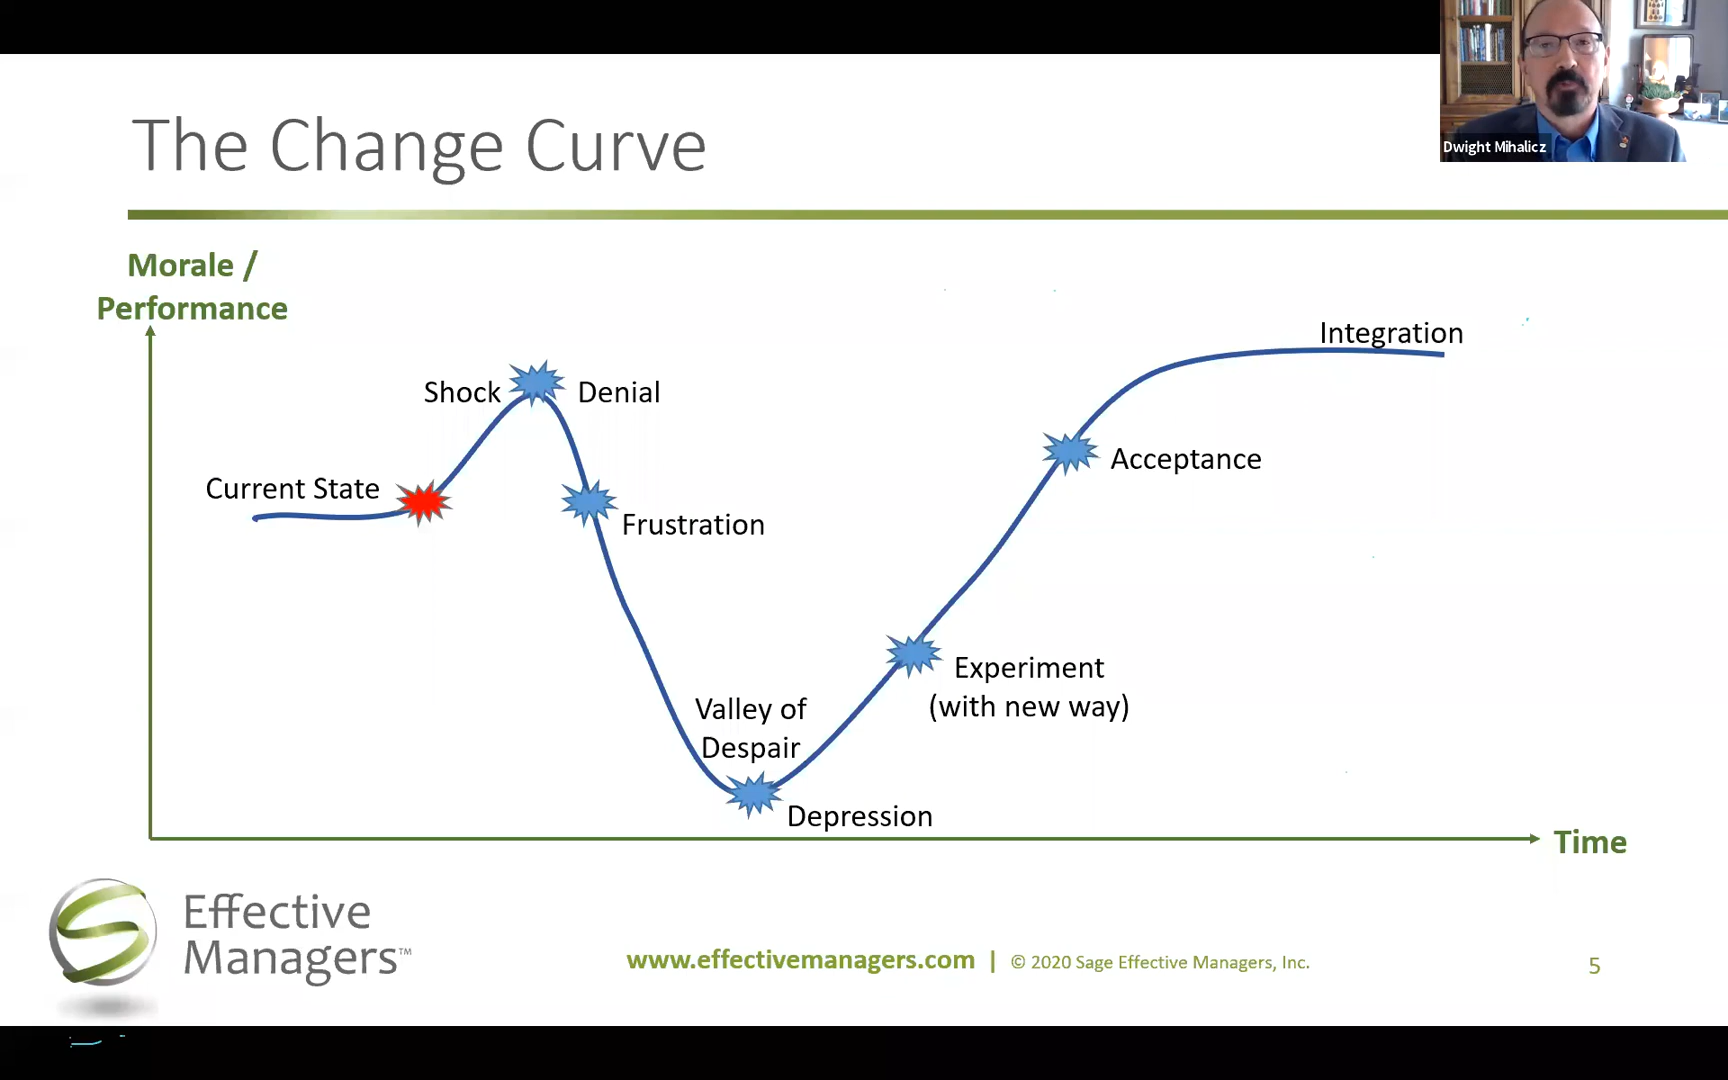 Dwight Mihalicz
The Change Curve
Morale /
Performance
Integration
Shock
Denial
Acceptance
Current State
Frustration
Experiment
(with new way)
Valley of
Despair
Depression
Time
Effective
Managers™
www.effectivemanagers.com | © 2020 Sage Effective Managers, Inc.
5